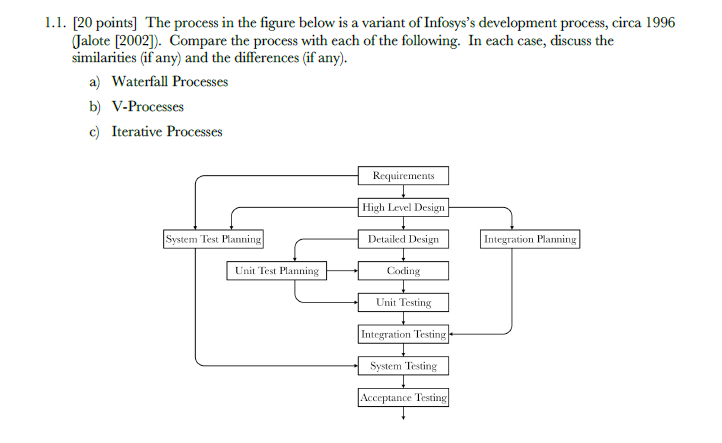 1.1. [20 points] The process in the figure below is a variant of Infosys's development process, circa 1996
(Jalote [2002]). Compare the process with each of the following. In each case, discuss the
similarities (if any) and the differences (if any).
a) Waterfall Processes
b) V-Processes
c) Iterative Processes
Requirements
High Level Design
System Test Planning
Detailed Design
Integration Planning
Unit Test Planning
Coding
Unit Testing
Integration Testing
System Testing
Acceptance Testing